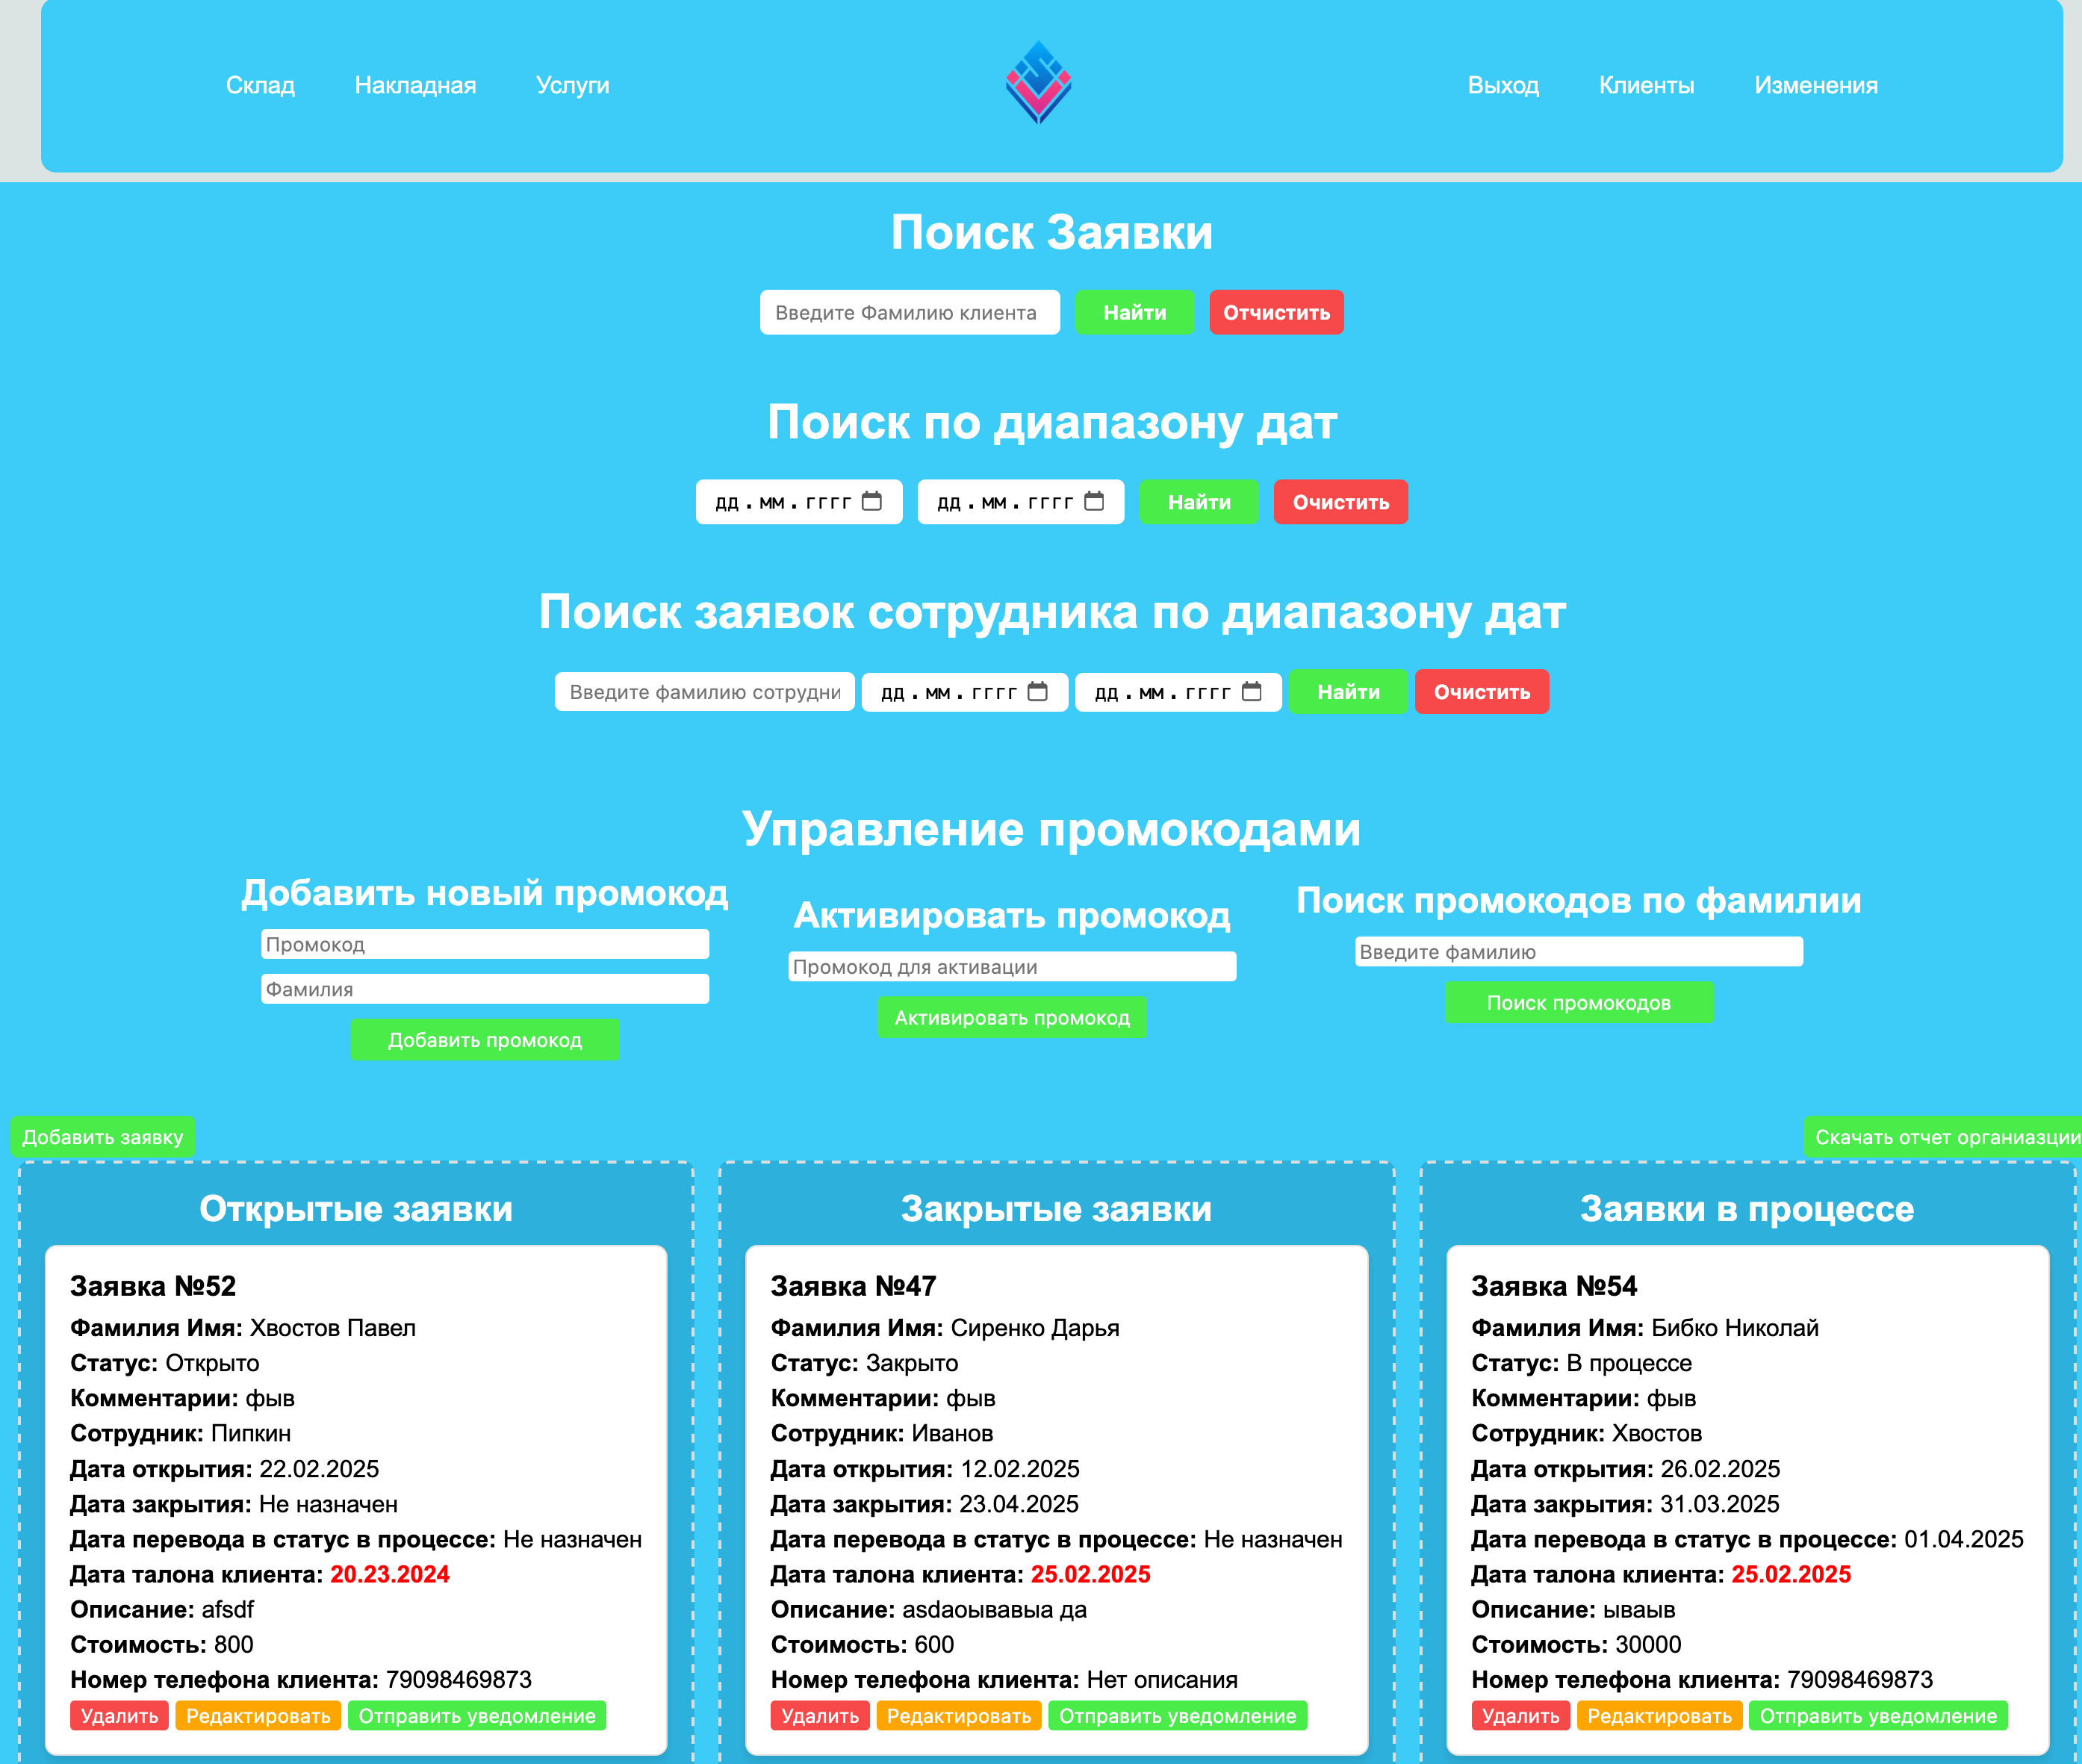 Склад Накладная Услуги Выход Клиенты Изменения
Поиск Заявки
Введите Фамилию клиента Найти Отчистить
Поиск по диапазону дат
дд.мм.гггг дд.мм.гггг Найти Очистить
Поиск заявок сотрудника по диапазону дат
Введите фамилию сотрудни дд.мм.гггг дд.мм.гггг Найти Очистить
Управление промокодами
Добавить новый промокод
Промокод
Фамилия
Добавить промокод
Активировать промокод
Промокод для активации
Активировать промокод
Поиск промокодов по фамилии
Введите фамилию
Поиск промокодов
Добавить заявку
Скачать отчет органиазции
Открытые заявки
Заявка №52
Фамилия Имя: Хвостов Павел
Статус: Открыто
Комментарии: фыв
Сотрудник: Пипкин
Дата открытия: 22.02.2025
Дата закрытия: Не назначен
Дата перевода в статус в процессе: Не назначен
Дата талона клиента: 20.23.2024
Описание: afsdf
Стоимость: 800
Номер телефона клиента: 79098469873
Удалить Редактировать Отправить уведомление
Закрытые заявки
Заявка №47
Фамилия Имя: Сиренко Дарья
Статус: Закрыто
Комментарии: фыв
Сотрудник: Иванов
Дата открытия: 12.02.2025
Дата закрытия: 23.04.2025
Дата перевода в статус в процессе: Не назначен
Дата талона клиента: 25.02.2025
Описание: asdaоывавыа да
Стоимость: 600
Номер телефона клиента: Нет описания
Удалить Редактировать Отправить уведомление
Заявки в процессе
Заявка №54
Фамилия Имя: Бибко Николай
Статус: В процессе
Комментарии: фыв
Сотрудник: Хвостов
Дата открытия: 26.02.2025
Дата закрытия: 31.03.2025
Дата перевода в статус в процессе: 01.04.2025
Дата талона клиента: 25.02.2025
Описание: ываыв
Стоимость: 30000
Номер телефона клиента: 79098469873
Удалить Редактировать Отправить уведомление